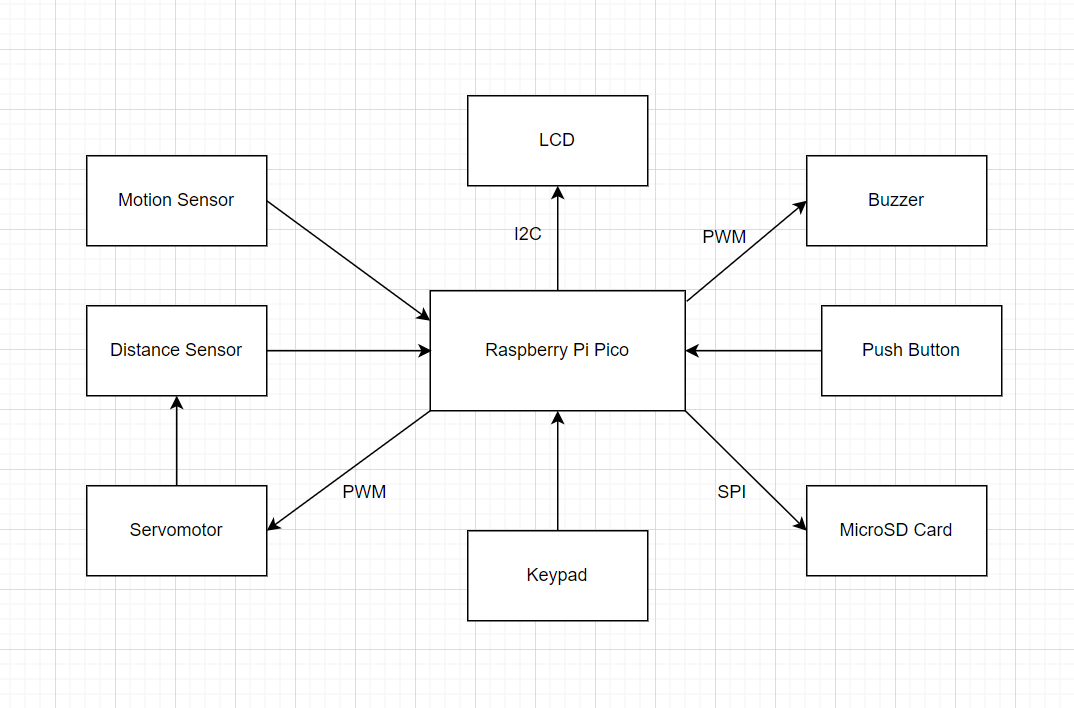 LCD
Motion Sensor
Buzzer
I2C
PWM
Distance Sensor
Raspberry Pi Pico
Push Button
PWM
SPI
Servomotor
MicroSD Card
Keypad